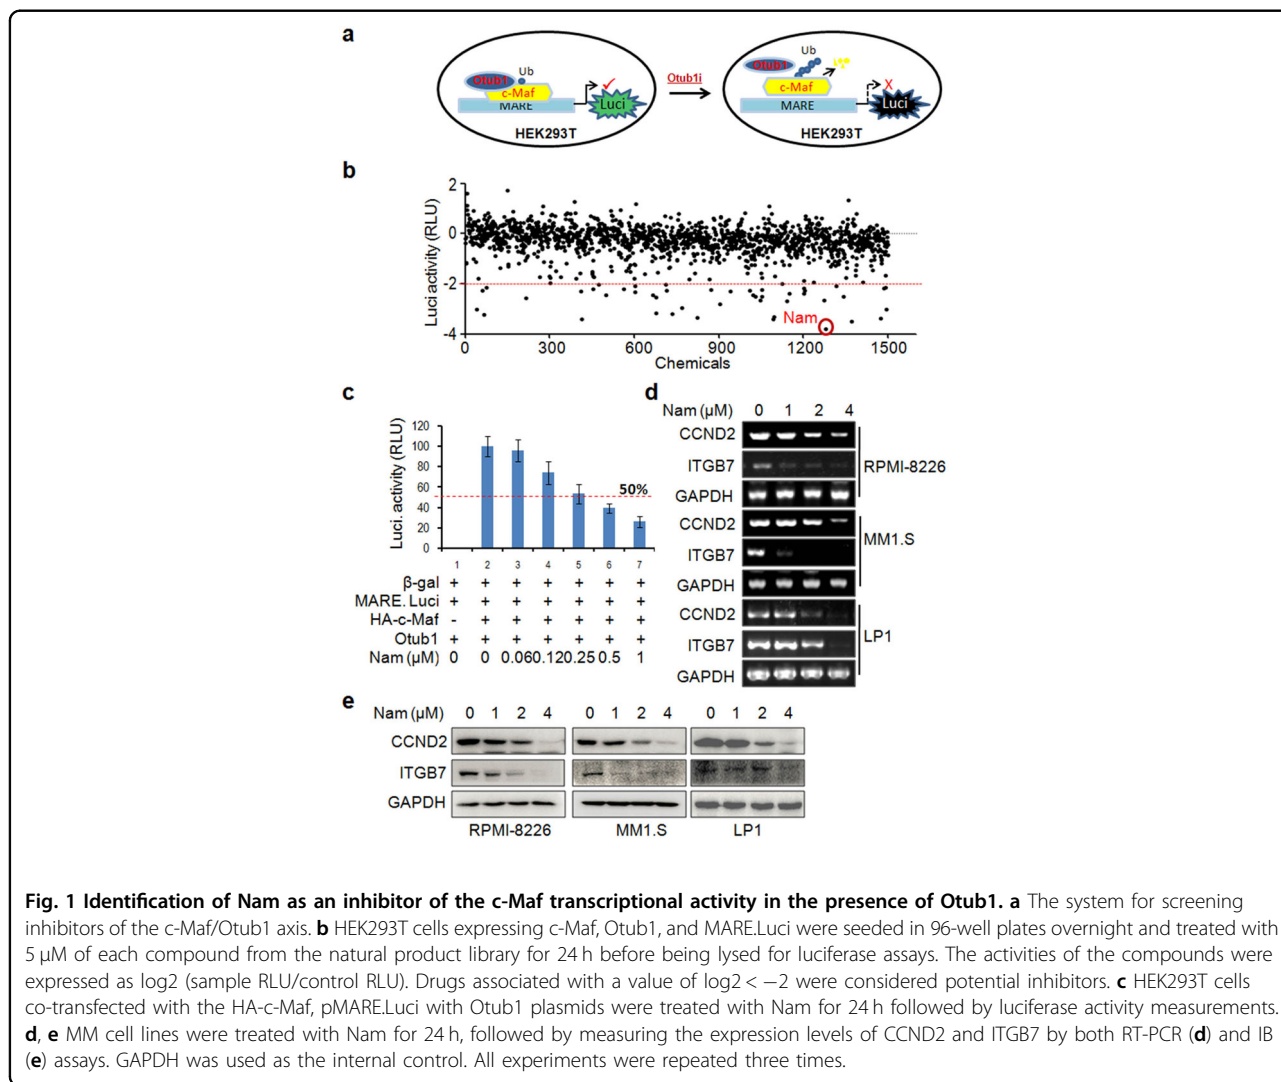 a
Otub1
Ub
c-Maf
MARE
Luci
HEK293T
Otub1i
Otub1
Ub
c-Maf
MARE
X
Luci
HEK293T
b
Luci activity (RLU)
2
0
-2
-4
Nam
0 300 600 900 1200 1500
Chemicals
c
Luci. activity (RLU)
120
100
80
60
40
20
0
50%
1 2 3 4 5 6 7
β-gal + + + + + + +
MARE. Luci + + + + + + +
HA-c-Maf - + + + + + +
Otub1 + + + + + + +
Nam (μM) 0 0 0.060.120.25 0.5 1
d
Nam (μM) 0 1 2 4
CCND2
ITGB7
GAPDH
RPMI-8226
CCND2
ITGB7
GAPDH
MM1.S
CCND2
ITGB7
GAPDH
LP1
e
Nam (μM) 0 1 2 4 0 1 2 4 0 1 2 4
CCND2
ITGB7
GAPDH
RPMI-8226 MM1.S LP1
Fig. 1 Identification of Nam as an inhibitor of the c-Maf transcriptional activity in the presence of Otub1. a The system for screening
inhibitors of the c-Maf/Otub1 axis. b HEK293T cells expressing c-Maf, Otub1, and MARE.Luci were seeded in 96-well plates overnight and treated with
5 μM of each compound from the natural product library for 24 h before being lysed for luciferase assays. The activities of the compounds were
expressed as log2 (sample RLU/control RLU). Drugs associated with a value of log2 < −2 were considered potential inhibitors. c HEK293T cells
co-transfected with the HA-c-Maf, pMARE.Luci with Otub1 plasmids were treated with Nam for 24 h followed by luciferase activity measurements.
d, e MM cell lines were treated with Nam for 24 h, followed by measuring the expression levels of CCND2 and ITGB7 by both RT-PCR (d) and IB
(e) assays. GAPDH was used as the internal control. All experiments were repeated three times.